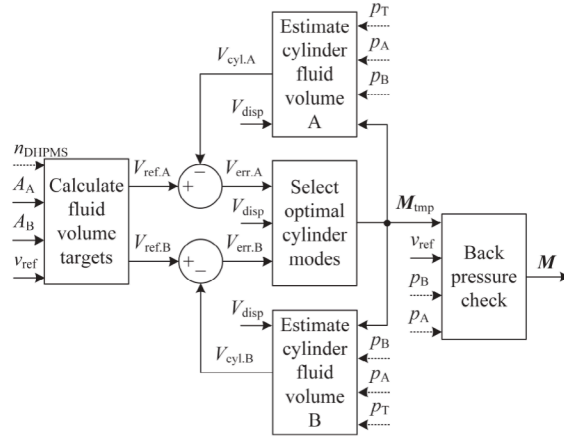 Estimate
cylinder
fluid
volume
A
p_T
p_A
p_B
V_cyl.A
V_disp
n_DHPMS
A_A
A_B
v_ref
Calculate
fluid
volume
targets
V_ref.A
V_ref.B
−
+
+
−
V_err.A
V_disp
V_err.B
Select
optimal
cylinder
modes
M_tmp
v_ref
p_B
p_A
Back
pressure
check
M
V_disp
V_cyl.B
Estimate
cylinder
fluid
volume
B
p_B
p_A
p_T